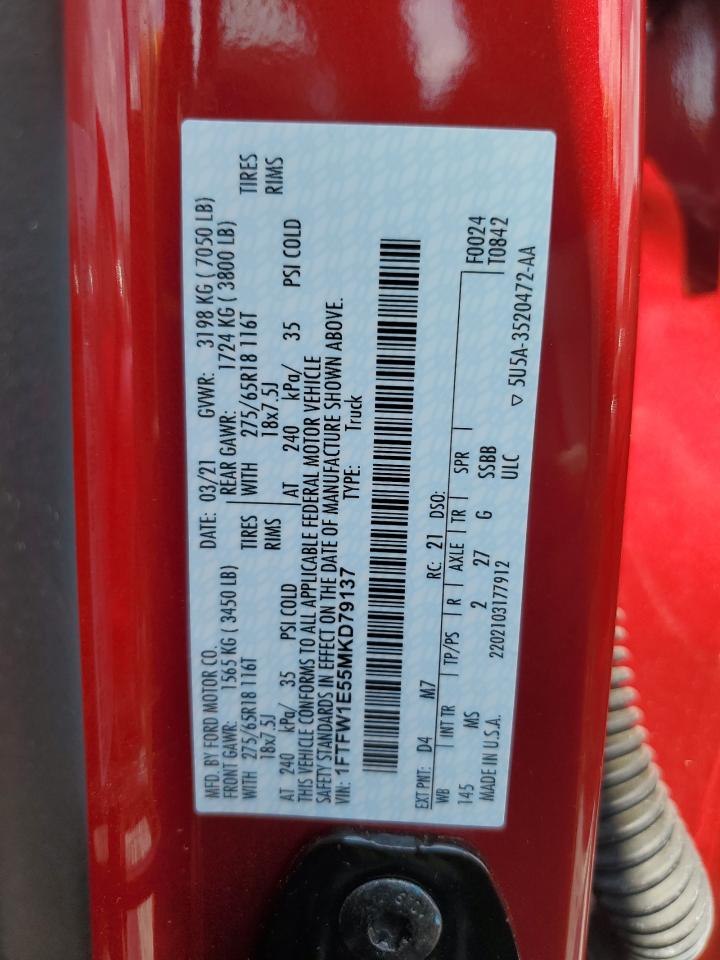 MFD. BY FORD MOTOR CO. DATE: 03/21 GVWR: 3198 KG ( 7050 LB)
FRONT GAWR: 1565 KG ( 3450 LB) REAR GAWR: 1724 KG ( 3800 LB)
WITH 275/65R18 116T TIRES WITH 275/65R18 116T TIRES
18x7.5J RIMS 18x7.5J RIMS
AT 240 kPa/ 35 PSI COLD AT 240 kPa/ 35 PSI COLD
THIS VEHICLE CONFORMS TO ALL APPLICABLE FEDERAL MOTOR VEHICLE
SAFETY STANDARDS IN EFFECT ON THE DATE OF MANUFACTURE SHOWN ABOVE.
VIN: 1FTFW1E55MKD79137 TYPE: Truck
EXT PNT: D4 M7 RC: 21 DSO: F0024
WB INT TR TP/PS R AXLE TR SPR T0842
145 MS 2 27 G SSBB
MADE IN U.S.A. 2202103177912 ULC ▽ 5U5A-3520472-AA